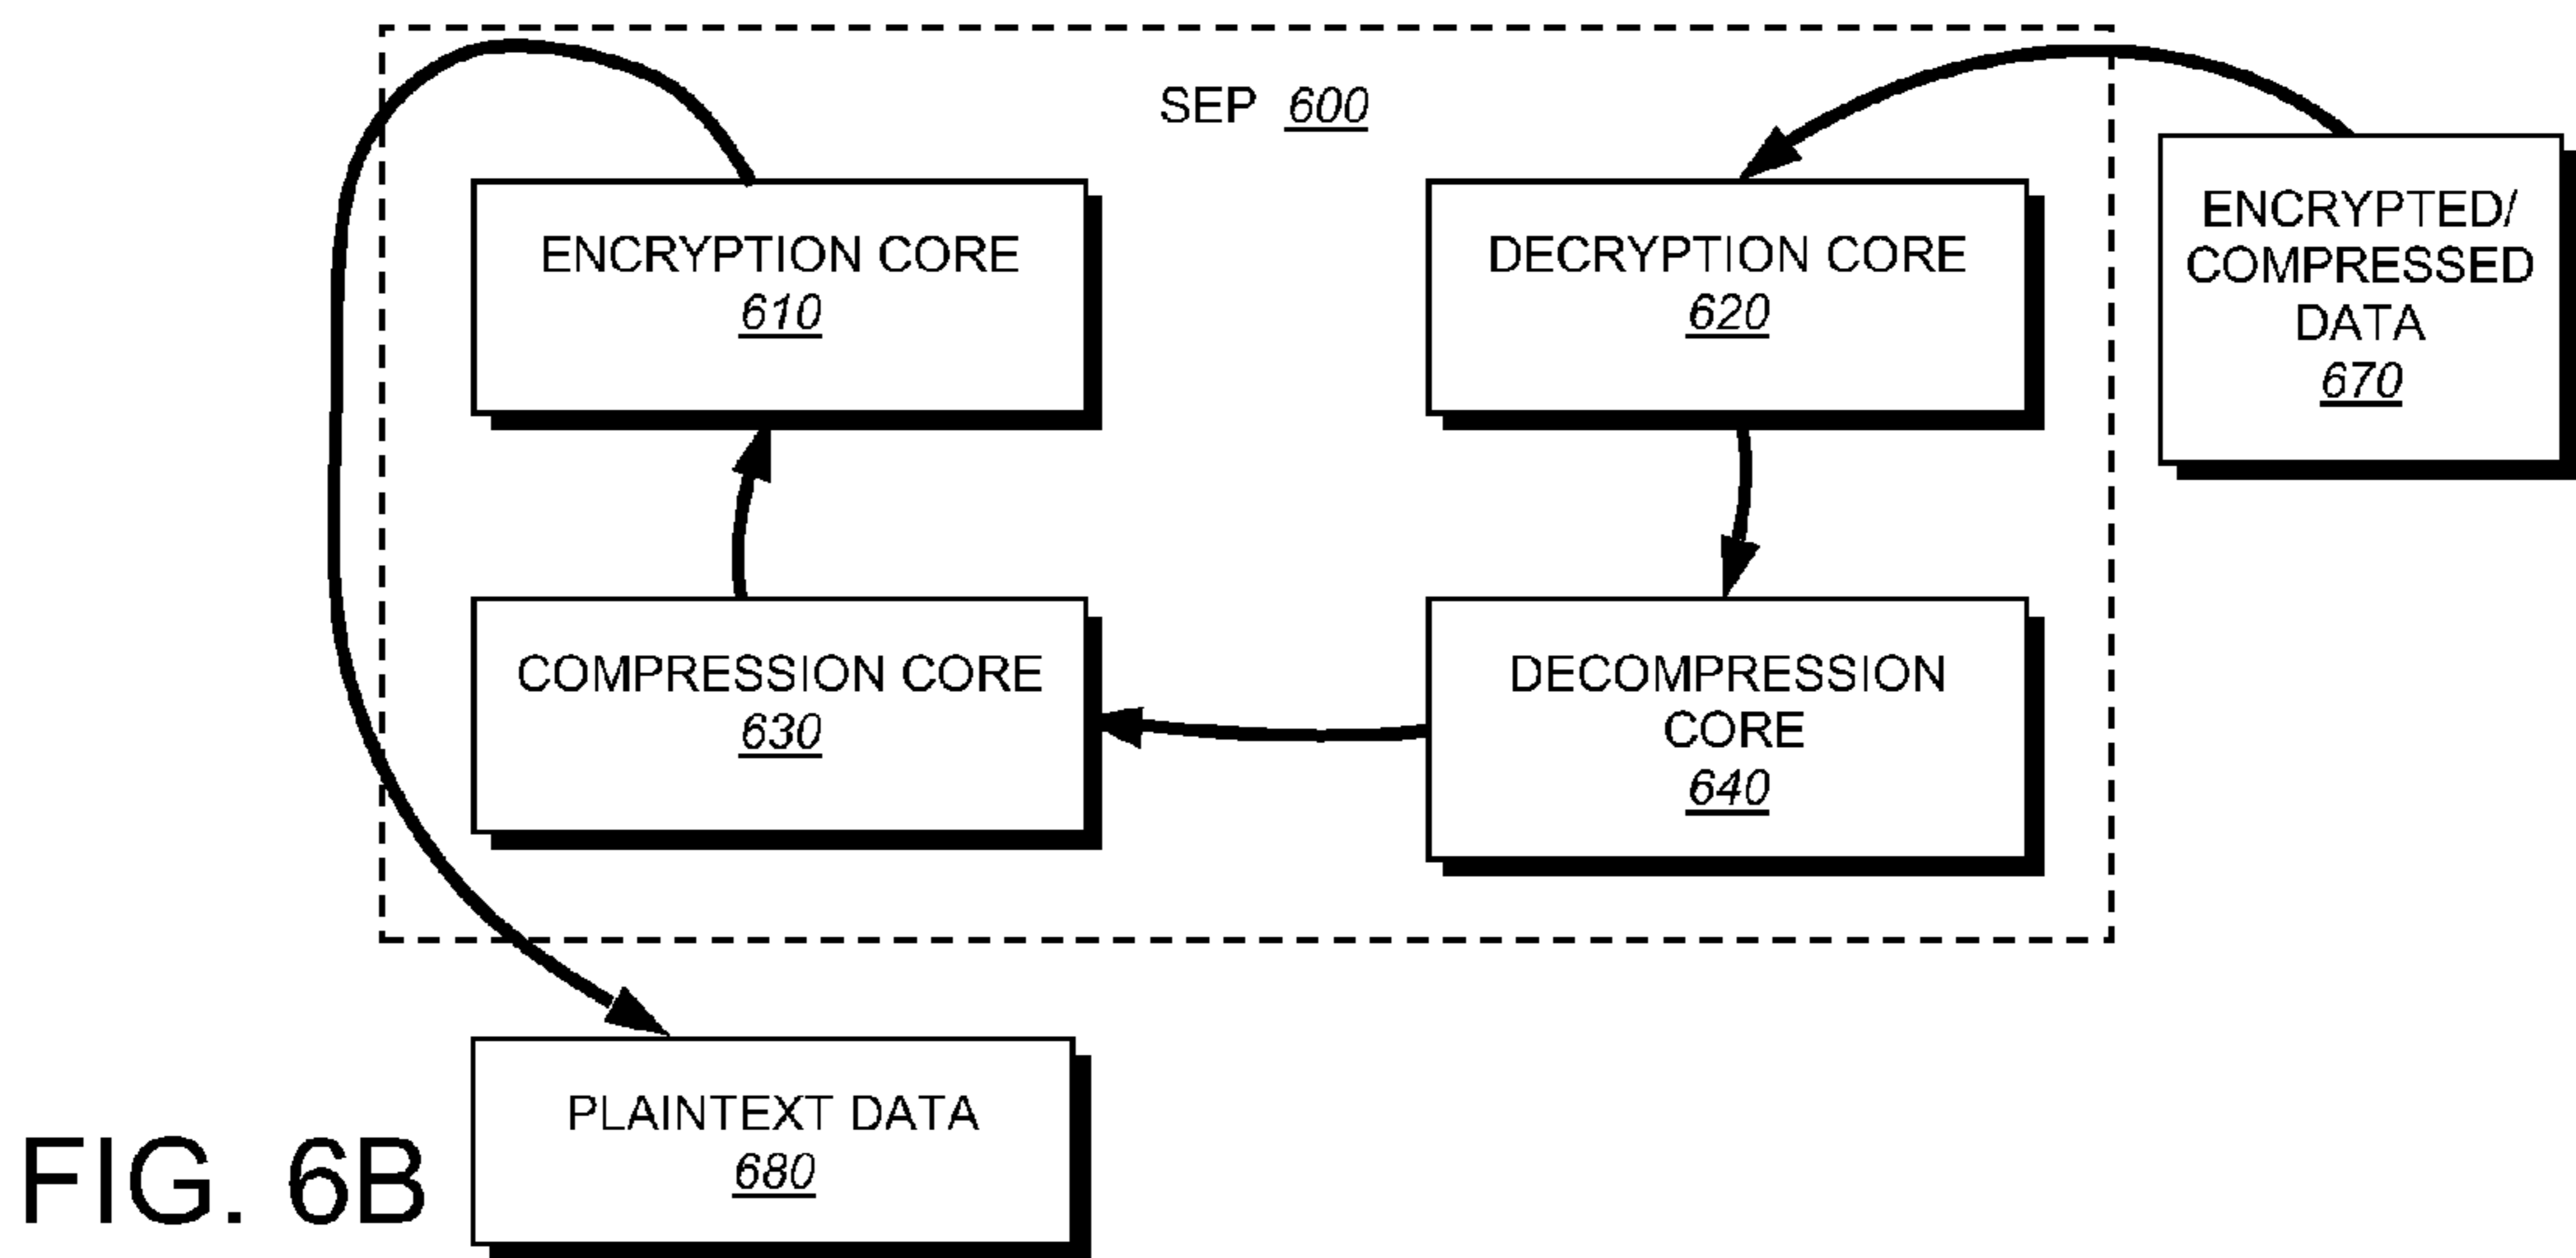 SEP 600
ENCRYPTION CORE
610
DECRYPTION CORE
620
ENCRYPTED/
COMPRESSED
DATA
670
COMPRESSION CORE
630
DECOMPRESSION
CORE
640
PLAINTEXT DATA
680
FIG. 6B